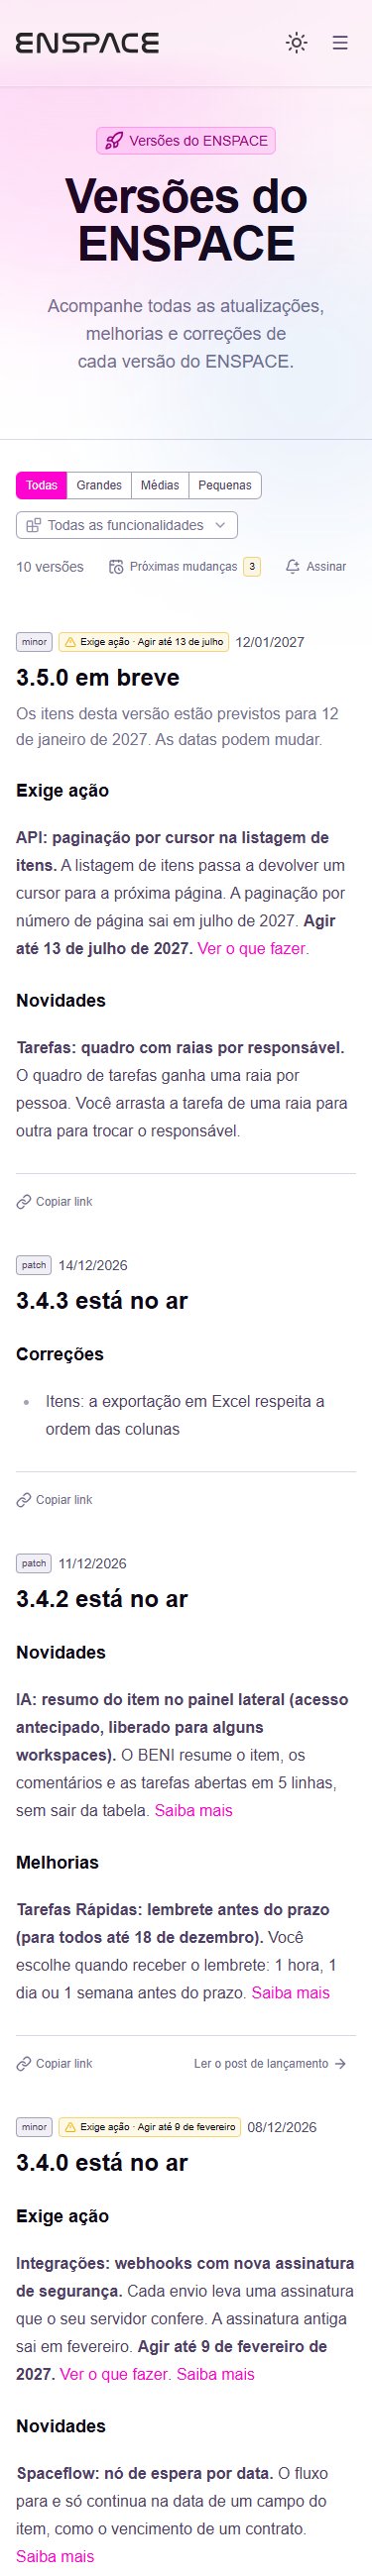 ENSPACE
Versões do ENSPACE
Versões do
ENSPACE
Acompanhe todas as atualizações,
melhorias e correções de
cada versão do ENSPACE.
Todas Grandes Médias Pequenas
Todas as funcionalidades
10 versões Próximas mudanças 3 Assinar
minor Exige ação · Agir até 13 de julho 12/01/2027
3.5.0 em breve
Os itens desta versão estão previstos para 12
de janeiro de 2027. As datas podem mudar.
Exige ação
API: paginação por cursor na listagem de
itens. A listagem de itens passa a devolver um
cursor para a próxima página. A paginação por
número de página sai em julho de 2027. Agir
até 13 de julho de 2027. Ver o que fazer.
Novidades
Tarefas: quadro com raias por responsável.
O quadro de tarefas ganha uma raia por
pessoa. Você arrasta a tarefa de uma raia para
outra para trocar o responsável.
Copiar link
patch 14/12/2026
3.4.3 está no ar
Correções
Itens: a exportação em Excel respeita a
ordem das colunas
Copiar link
patch 11/12/2026
3.4.2 está no ar
Novidades
IA: resumo do item no painel lateral (acesso
antecipado, liberado para alguns
workspaces). O BENI resume o item, os
comentários e as tarefas abertas em 5 linhas,
sem sair da tabela. Saiba mais
Melhorias
Tarefas Rápidas: lembrete antes do prazo
(para todos até 18 de dezembro). Você
escolhe quando receber o lembrete: 1 hora, 1
dia ou 1 semana antes do prazo. Saiba mais
Copiar link Ler o post de lançamento
minor Exige ação · Agir até 9 de fevereiro 08/12/2026
3.4.0 está no ar
Exige ação
Integrações: webhooks com nova assinatura
de segurança. Cada envio leva uma assinatura
que o seu servidor confere. A assinatura antiga
sai em fevereiro. Agir até 9 de fevereiro de
2027. Ver o que fazer. Saiba mais
Novidades
Spaceflow: nó de espera por data. O fluxo
para e só continua na data de um campo do
item, como o vencimento de um contrato.
Saiba mais